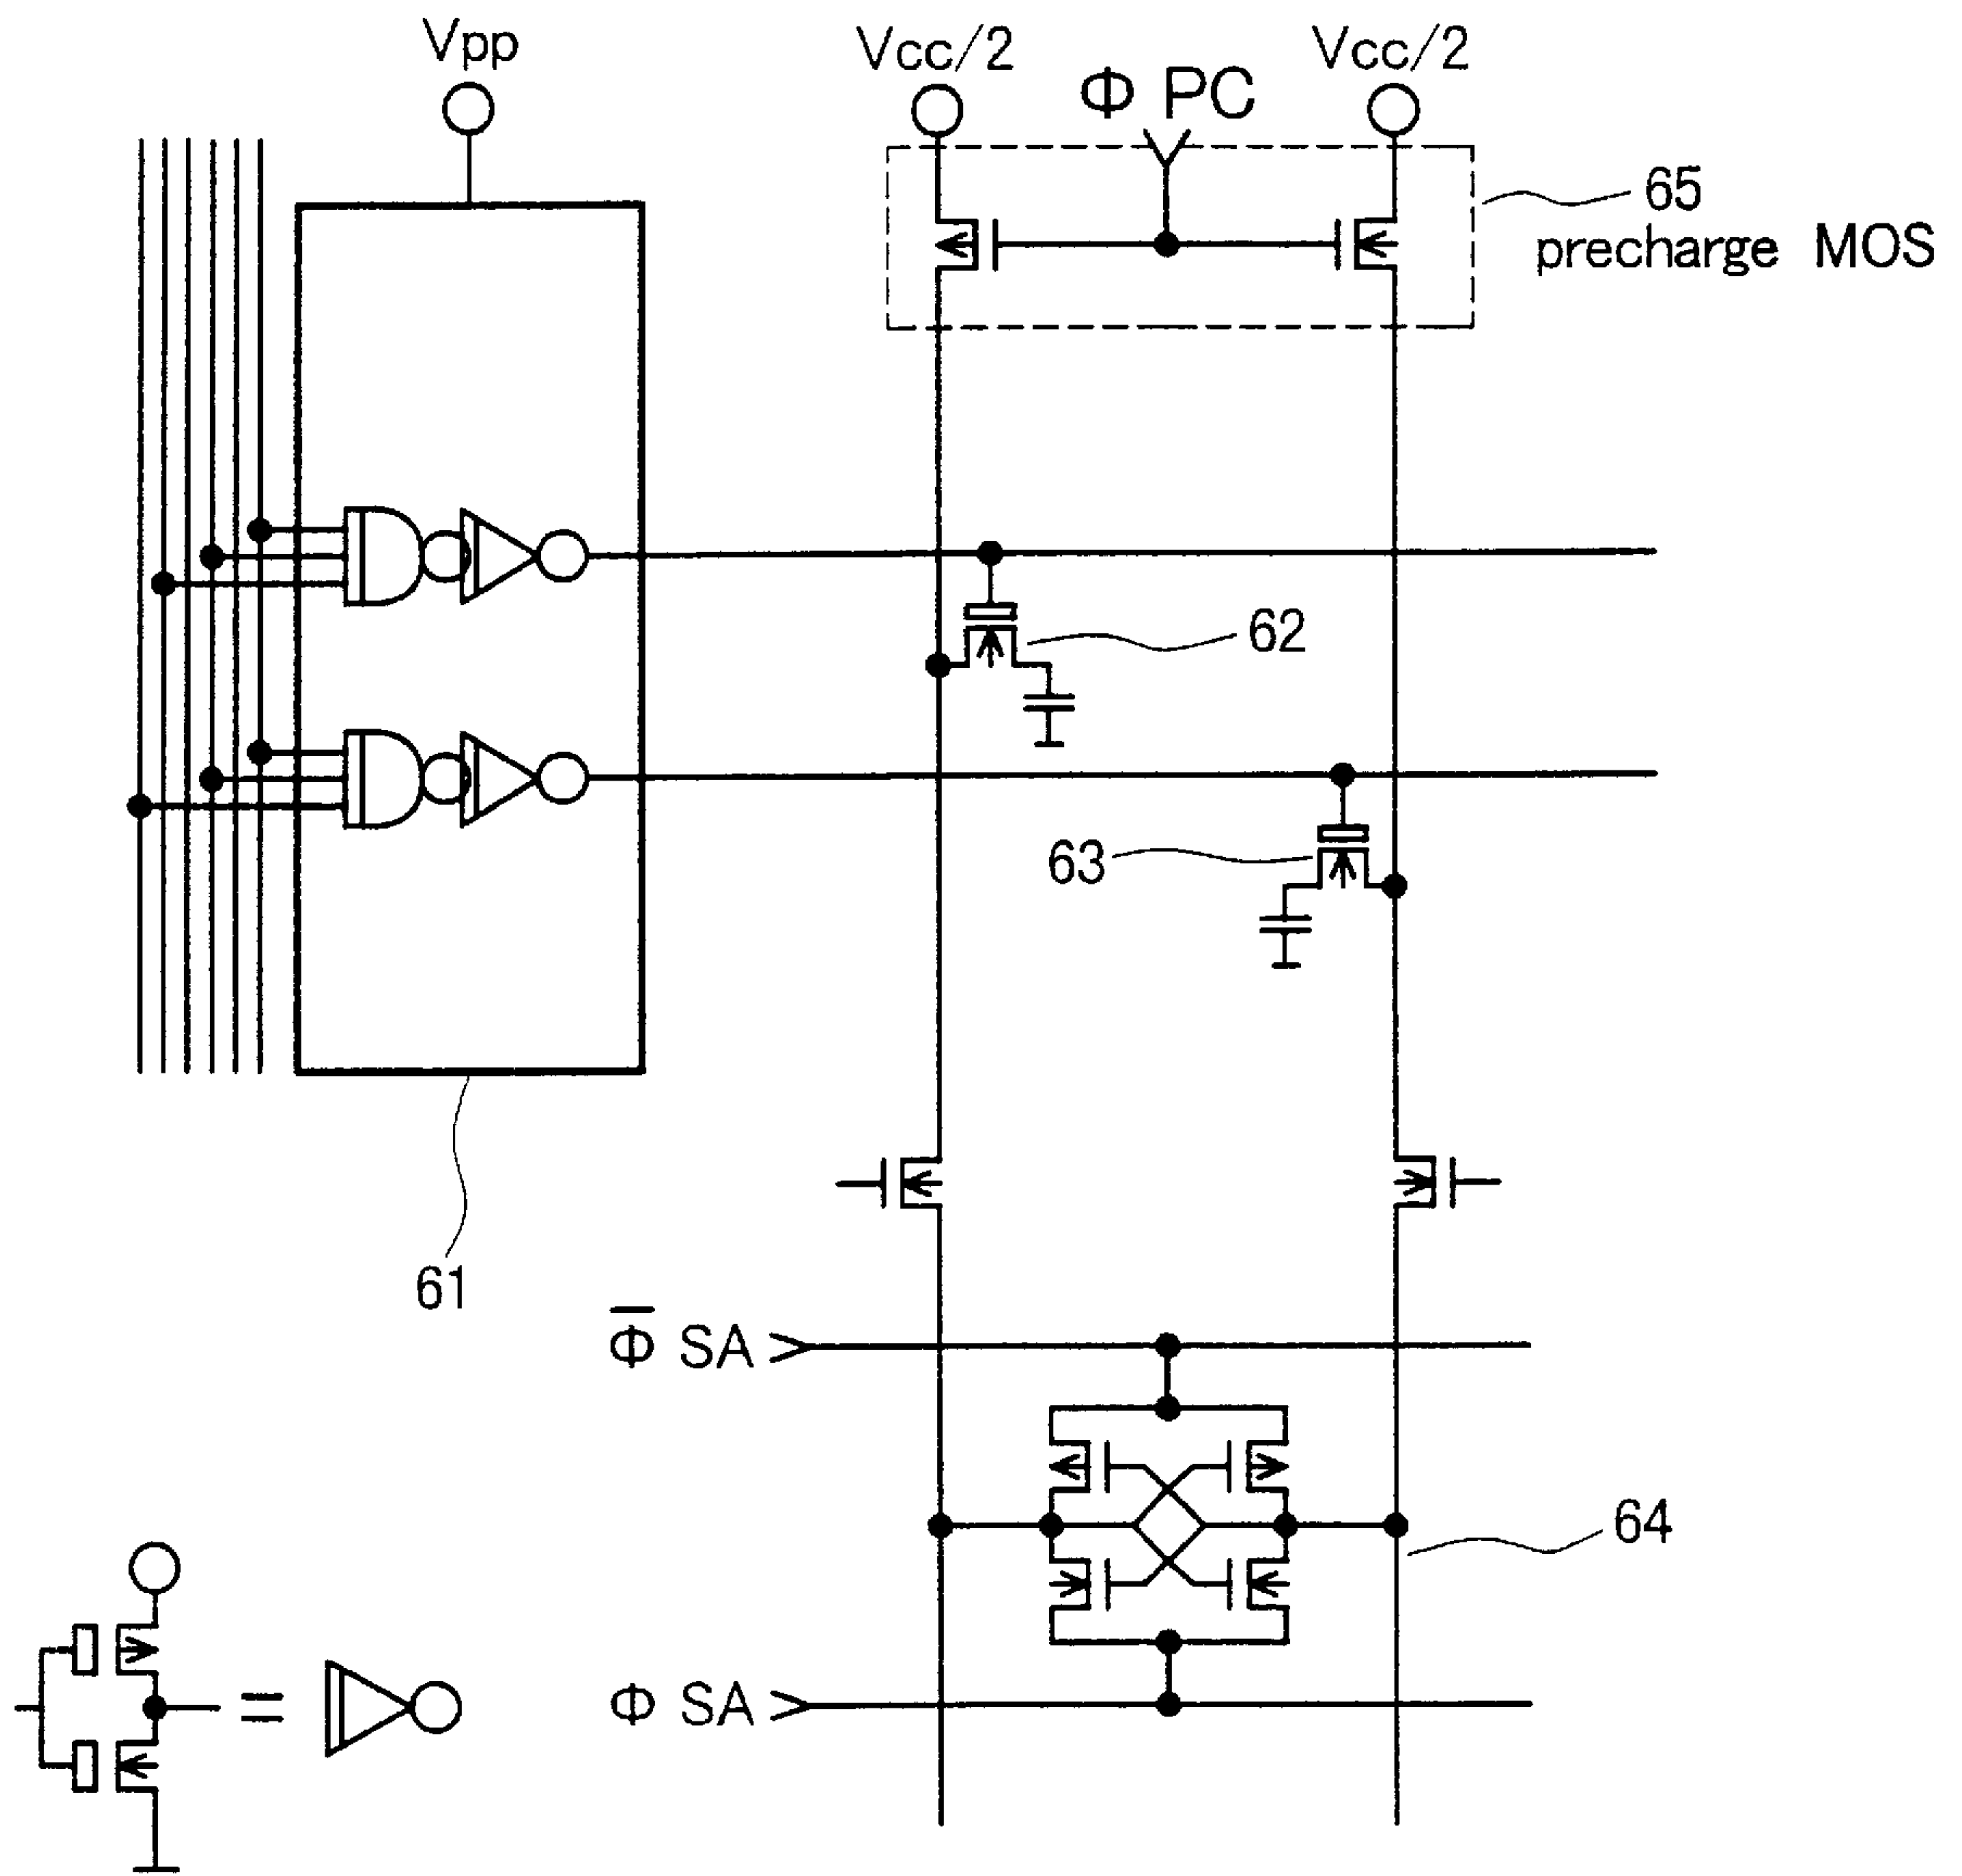 Vpp
Vcc/2
Φ PC
Vcc/2
65
precharge MOS
62
63
61
Φ̅ SA
64
=
Φ SA